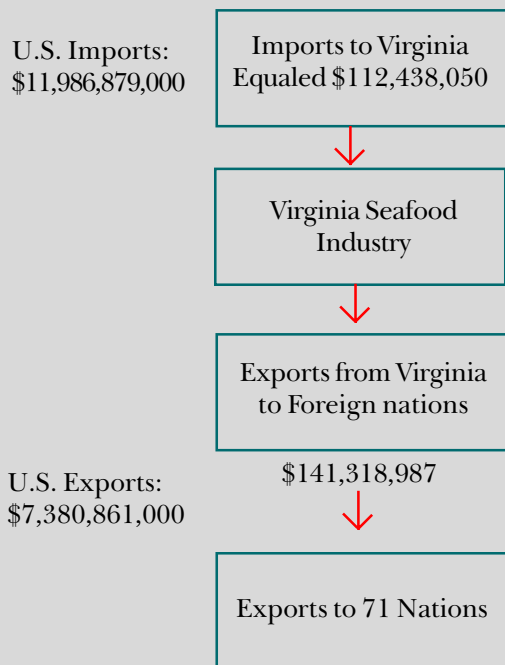 U.S. Imports:
$11,986,879,000
Imports to Virginia
Equaled $112,438,050
Virginia Seafood
Industry
Exports from Virginia
to Foreign nations
$141,318,987
U.S. Exports:
$7,380,861,000
Exports to 71 Nations